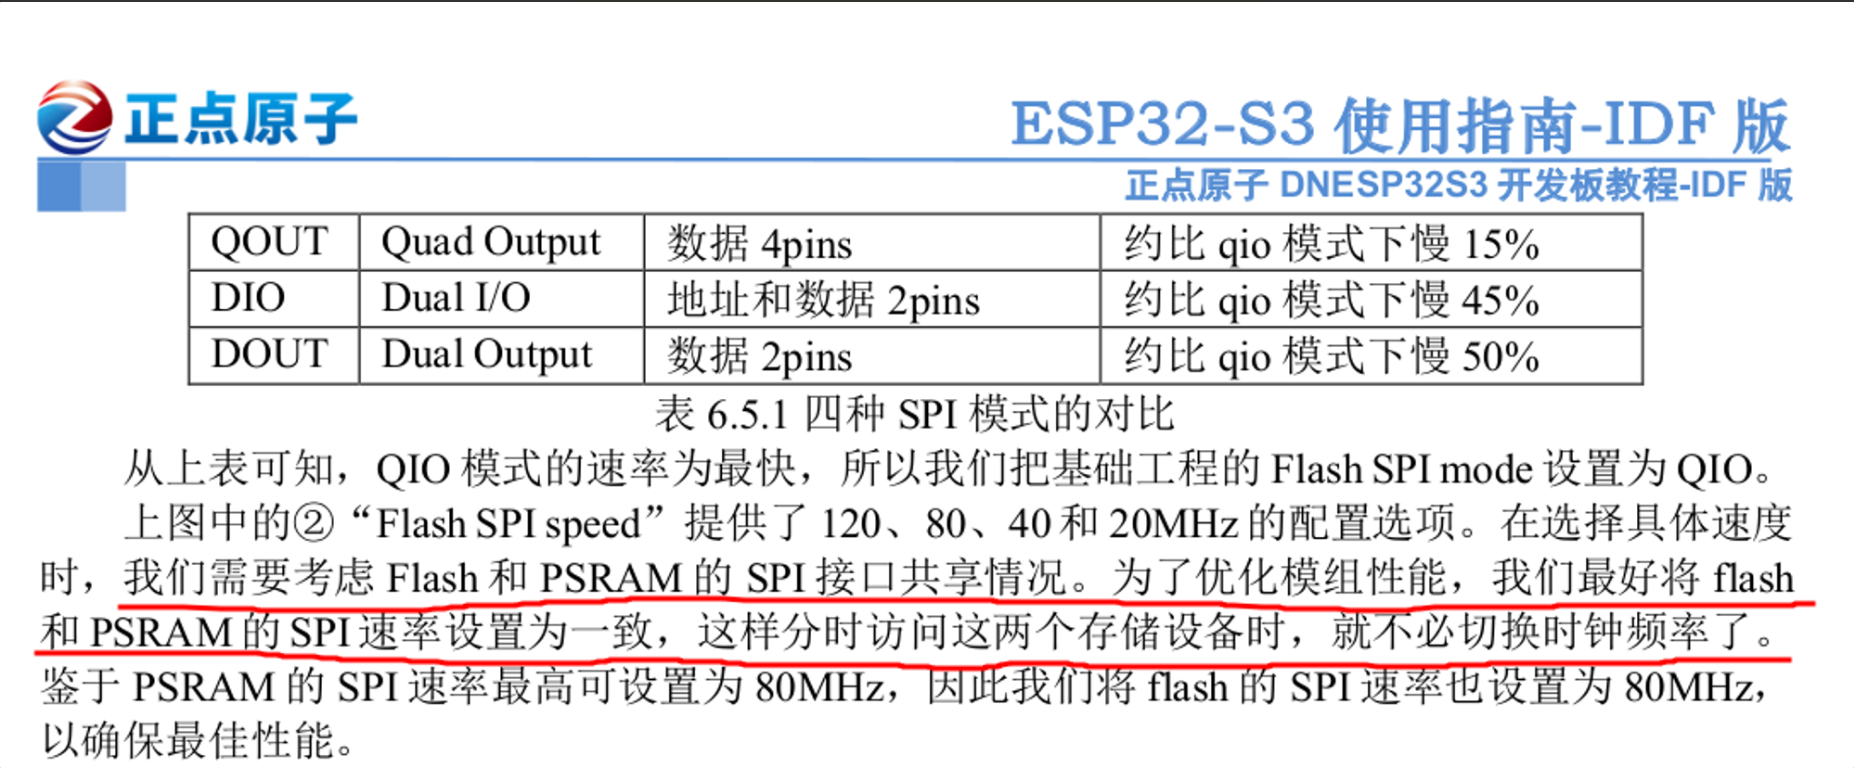 正点原子
ESP32-S3 使用指南-IDF 版
正点原子 DNESP32S3 开发板教程-IDF 版
QOUT Quad Output 数据 4pins 约比 qio 模式下慢 15%
DIO Dual I/O 地址和数据 2pins 约比 qio 模式下慢 45%
DOUT Dual Output 数据 2pins 约比 qio 模式下慢 50%
表 6.5.1 四种 SPI 模式的对比
从上表可知，QIO 模式的速率为最快，所以我们把基础工程的 Flash SPI mode 设置为 QIO。
上图中的②“Flash SPI speed”提供了 120、80、40 和 20MHz 的配置选项。在选择具体速度
时，我们需要考虑 Flash 和 PSRAM 的 SPI 接口共享情况。为了优化模组性能，我们最好将 flash
和 PSRAM 的 SPI 速率设置为一致，这样分时访问这两个存储设备时，就不必切换时钟频率了。
鉴于 PSRAM 的 SPI 速率最高可设置为 80MHz，因此我们将 flash 的 SPI 速率也设置为 80MHz，
以确保最佳性能。